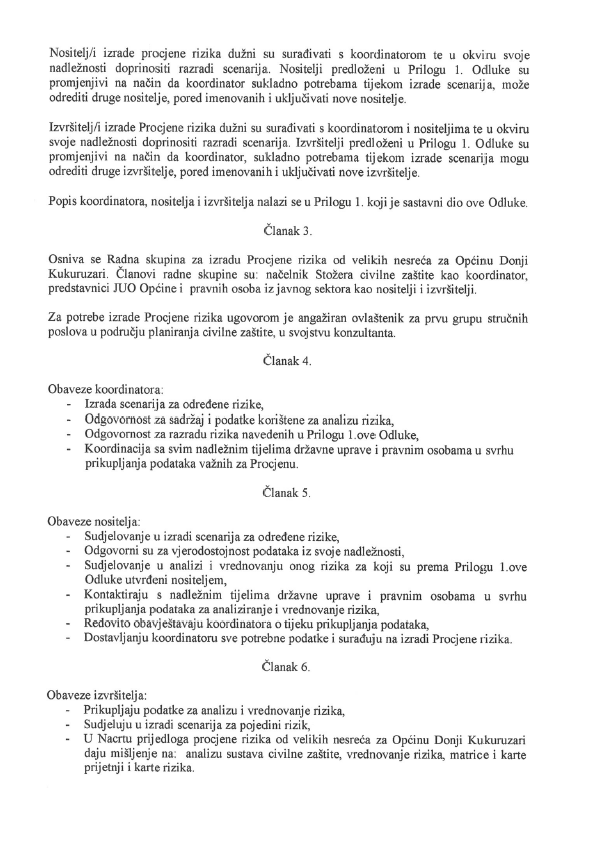 Nositelj/i izrade procjene rizika dužni su surađivati s koordinatorom te u okviru svoje
nadležnosti doprinositi razradi scenarija. Nositelji predloženi u Prilogu 1. Odluke su
promjenjivi na način da koordinator sukladno potrebama tijekom izrade scenarija, može
odrediti druge nositelje, pored imenovanih i uključivati nove nositelje.
Izvršitelj/i izrade Procjene rizika dužni su surađivati s koordinatorom i nositeljima te u okviru
svoje nadležnosti doprinositi razradi scenarija. Izvršitelji predloženi u Prilogu 1. Odluke su
promjenjivi na način da koordinator, sukladno potrebama tijekom izrade scenarija mogu
odrediti druge izvršitelje, pored imenovanih i uključivati nove izvršitelje.
Popis koordinatora, nositelja i izvršitelja nalazi se u Prilogu 1. koji je sastavni dio ove Odluke.
Članak 3.
Osniva se Radna skupina za izradu Procjene rizika od velikih nesreća za Općinu Donji
Kukuruzari. Članovi radne skupine su: načelnik Stožera civilne zaštite kao koordinator,
predstavnici JUO Općine i pravnih osoba iz javnog sektora kao nositelji i izvršitelji.
Za potrebe izrade Procjene rizika ugovorom je angažiran ovlaštenik za prvu grupu stručnih
poslova u području planiranja civilne zaštite, u svojstvu konzultanta.
Članak 4.
Obaveze koordinatora:
- Izrada scenarija za određene rizike,
- Odgovornost za sadržaj i podatke korištene za analizu rizika,
- Odgovornost za razradu rizika navedenih u Prilogu 1.ove Odluke,
- Koordinacija sa svim nadležnim tijelima državne uprave i pravnim osobama u svrhu
prikupljanja podataka važnih za Procjenu.
Članak 5.
Obaveze nositelja:
- Sudjelovanje u izradi scenarija za određene rizike,
- Odgovorni su za vjerodostojnost podataka iz svoje nadležnosti,
- Sudjelovanje u analizi i vrednovanju onog rizika za koji su prema Prilogu 1.ove
Odluke utvrđeni nositeljem,
- Kontaktiraju s nadležnim tijelima državne uprave i pravnim osobama u svrhu
prikupljanja podataka za analiziranje i vrednovanje rizika,
- Redovito obavještavaju koordinatora o tijeku prikupljanja podataka,
- Dostavljanju koordinatoru sve potrebne podatke i surađuju na izradi Procjene rizika.
Članak 6.
Obaveze izvršitelja:
- Prikupljaju podatke za analizu i vrednovanje rizika,
- Sudjeluju u izradi scenarija za pojedini rizik,
- U Nacrtu prijedloga procjene rizika od velikih nesreća za Općinu Donji Kukuruzari
daju mišljenje na: analizu sustava civilne zaštite, vrednovanje rizika, matrice i karte
prijetnji i karte rizika.